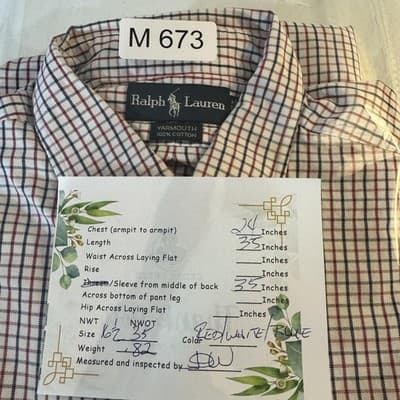 M 673
Ralph Lauren
YARMOUTH
100% COTTON
Chest (armpit to armpit) 24 Inches
Length 35 Inches
Waist Across Laying Flat Inches
Rise Inches
/Sleeve from middle of back 35 Inches
Across bottom of pant leg Inches
Hip Across Laying Flat Inches
NWT NWOT
Size 16½ 35 Color RED/WHITE/BLUE
Weight .82
Measured and inspected by